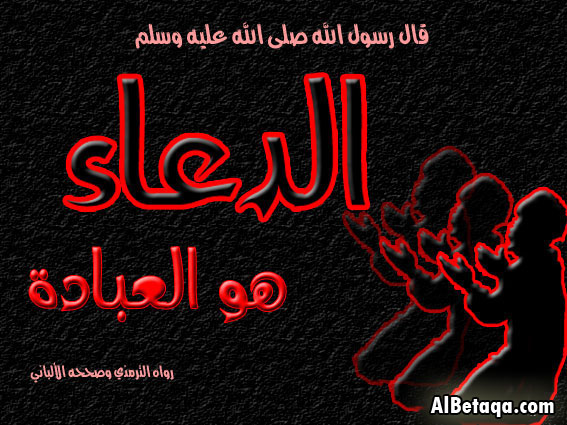 قال رسول الله صلى الله عليه وسلم
الدعاء
هو العبادة
رواه الترمذي وصححه الألباني
AlBetaqa.com